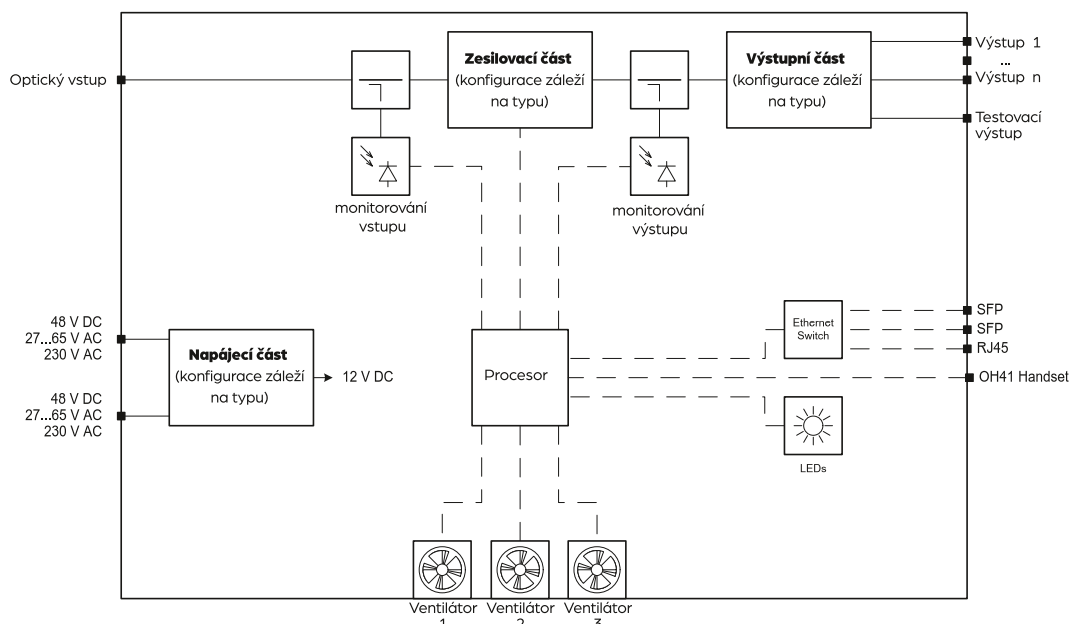 Optický vstup
Zesilovací část
(konfigurace záleží
na typu)
Výstupní část
(konfigurace záleží
na typu)
Výstup 1
...
Výstup n
Testovací
výstup
monitorování
vstupu
monitorování
výstupu
48 V DC
27...65 V AC
230 V AC
48 V DC
27...65 V AC
230 V AC
Napájecí část
(konfigurace záleží
na typu)
12 V DC
Procesor
Ethernet
Switch
SFP
SFP
RJ45
OH41 Handset
LEDs
Ventilátor
1
Ventilátor
2
Ventilátor
3